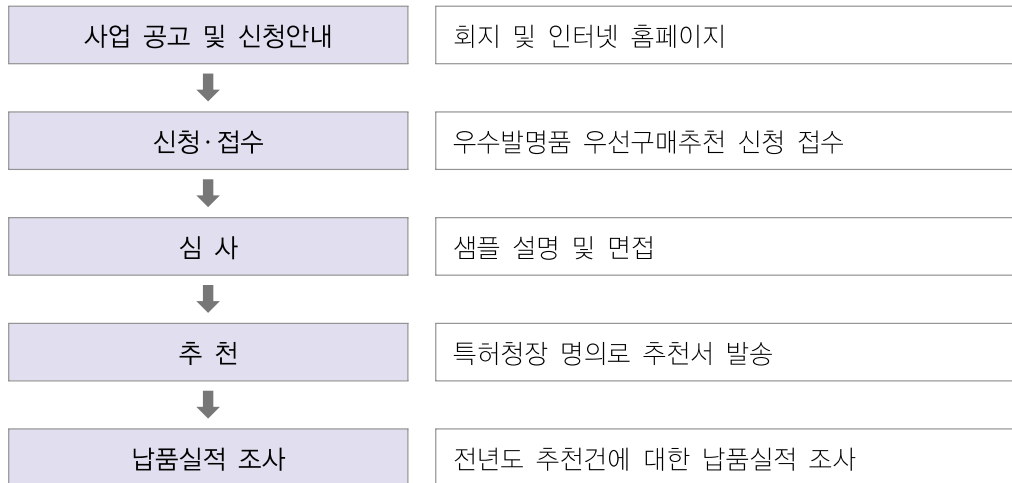 사업 공고 및 신청안내
회지 및 인터넷 홈페이지
신청·접수
우수발명품 우선구매추천 신청 접수
심 사
샘플 설명 및 면접
추 천
특허청장 명의로 추천서 발송
납품실적 조사
전년도 추천건에 대한 납품실적 조사